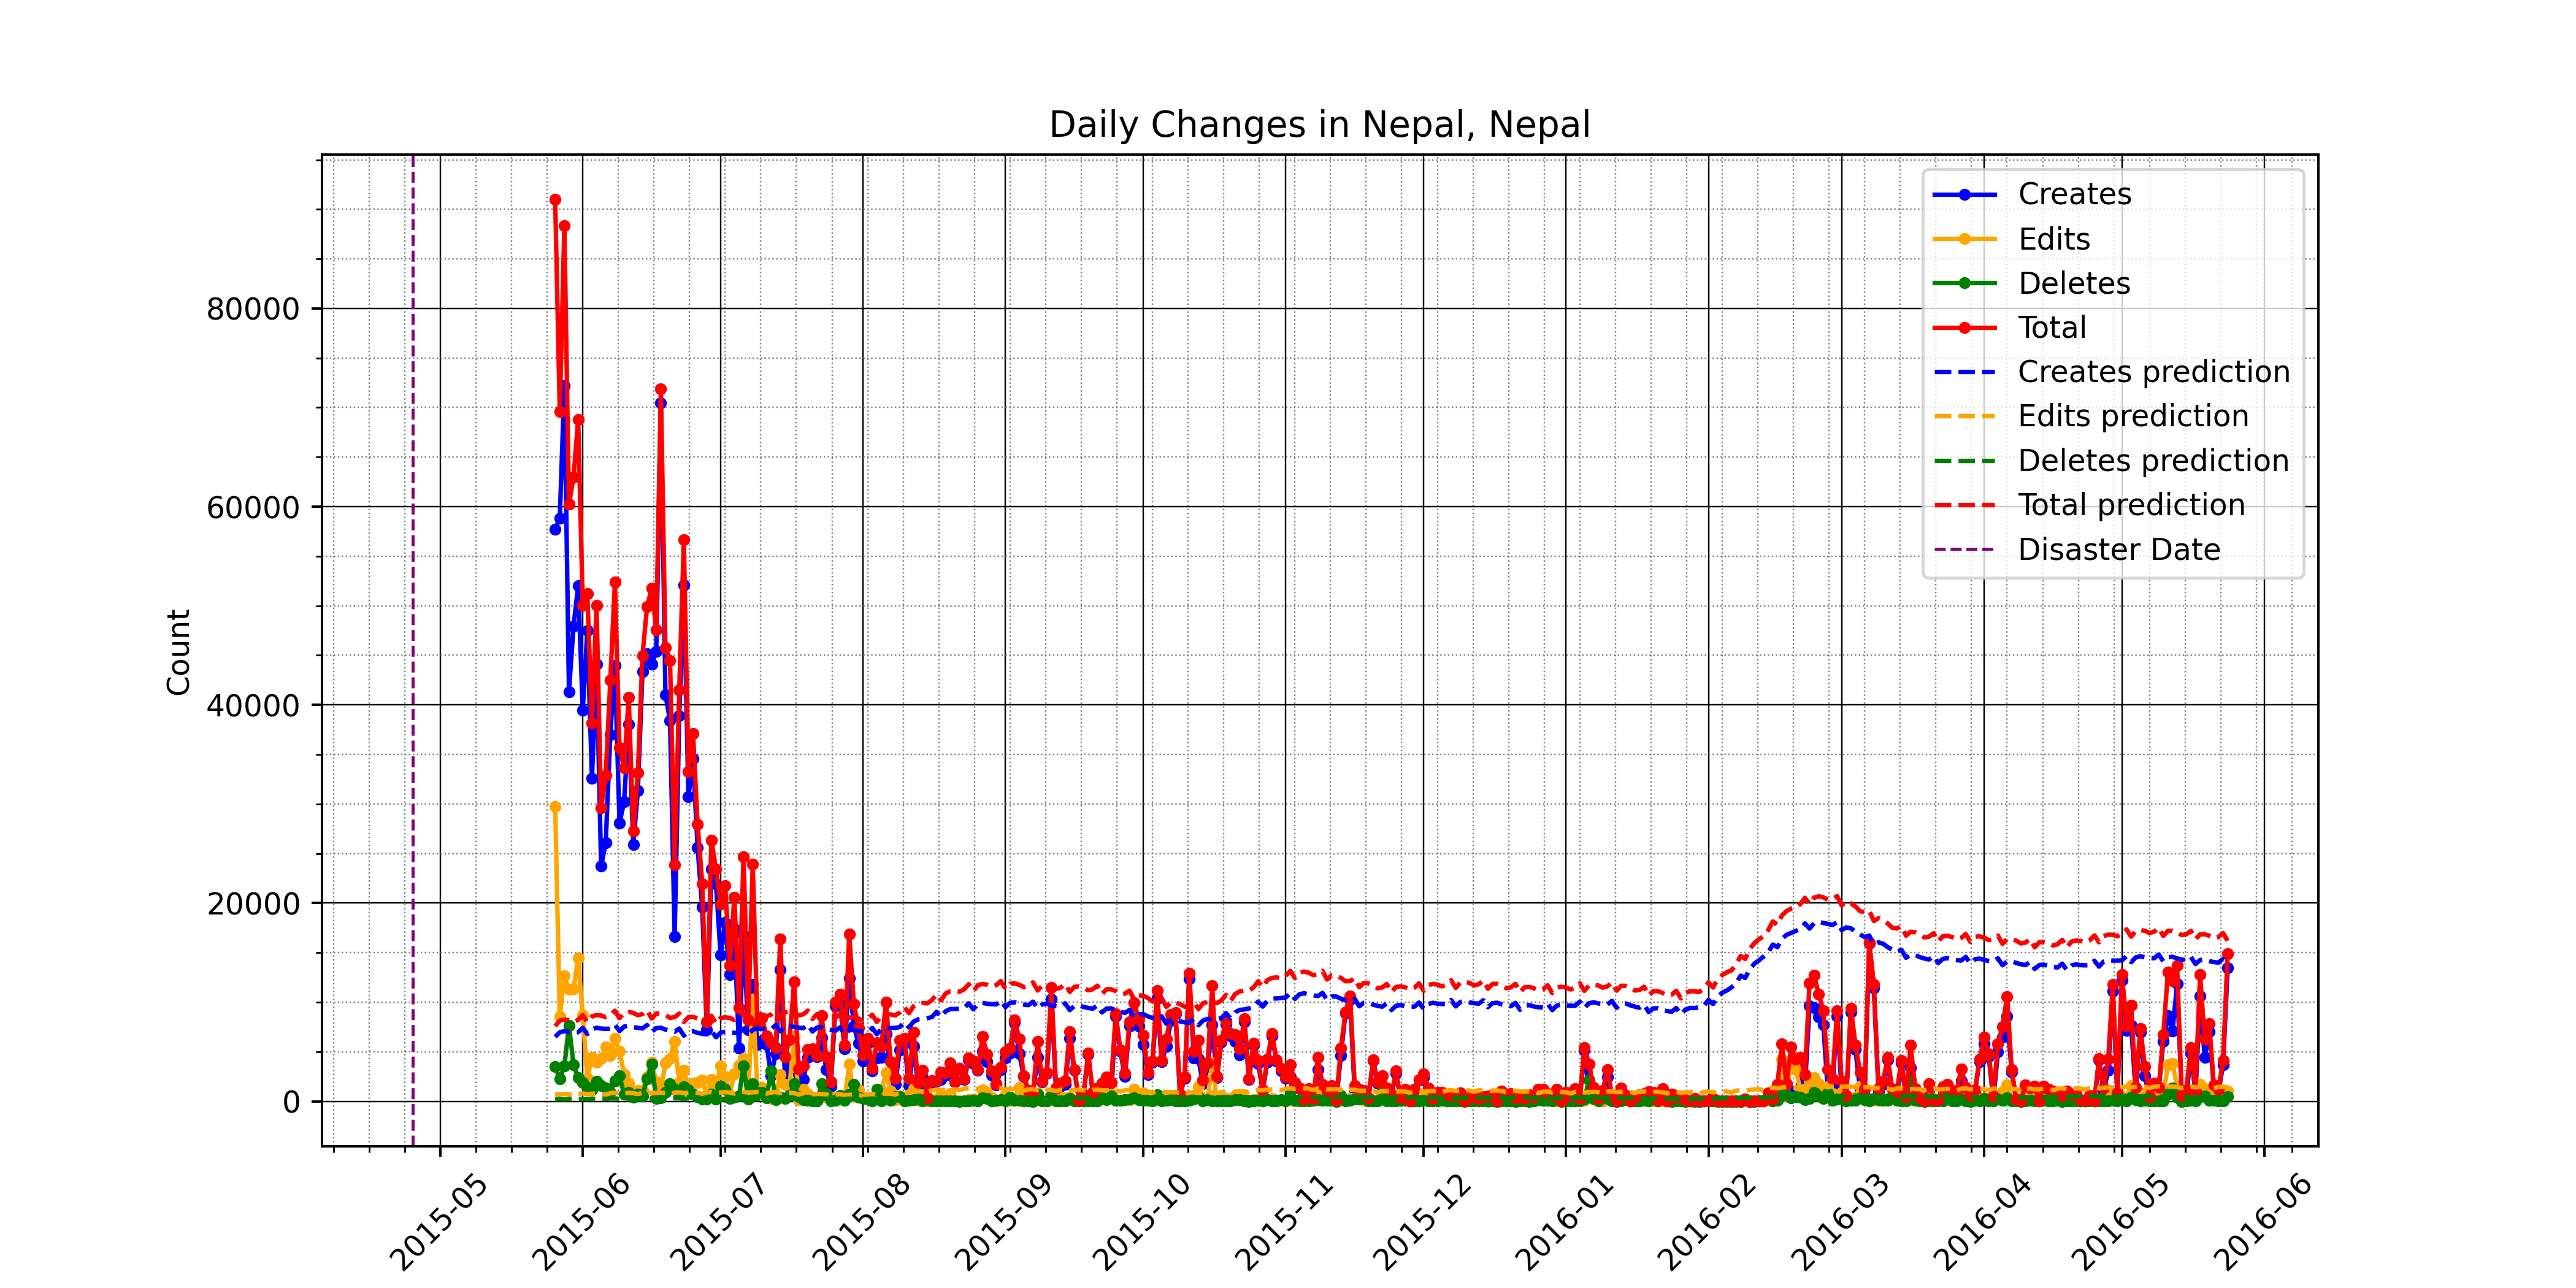 Daily Changes in Nepal, Nepal
Creates
Edits
Deletes
Total
Creates prediction
Edits prediction
Deletes prediction
Total prediction
Disaster Date
Count
80000
60000
40000
20000
0
2015-05
2015-06
2015-07
2015-08
2015-09
2015-10
2015-11
2015-12
2016-01
2016-02
2016-03
2016-04
2016-05
2016-06